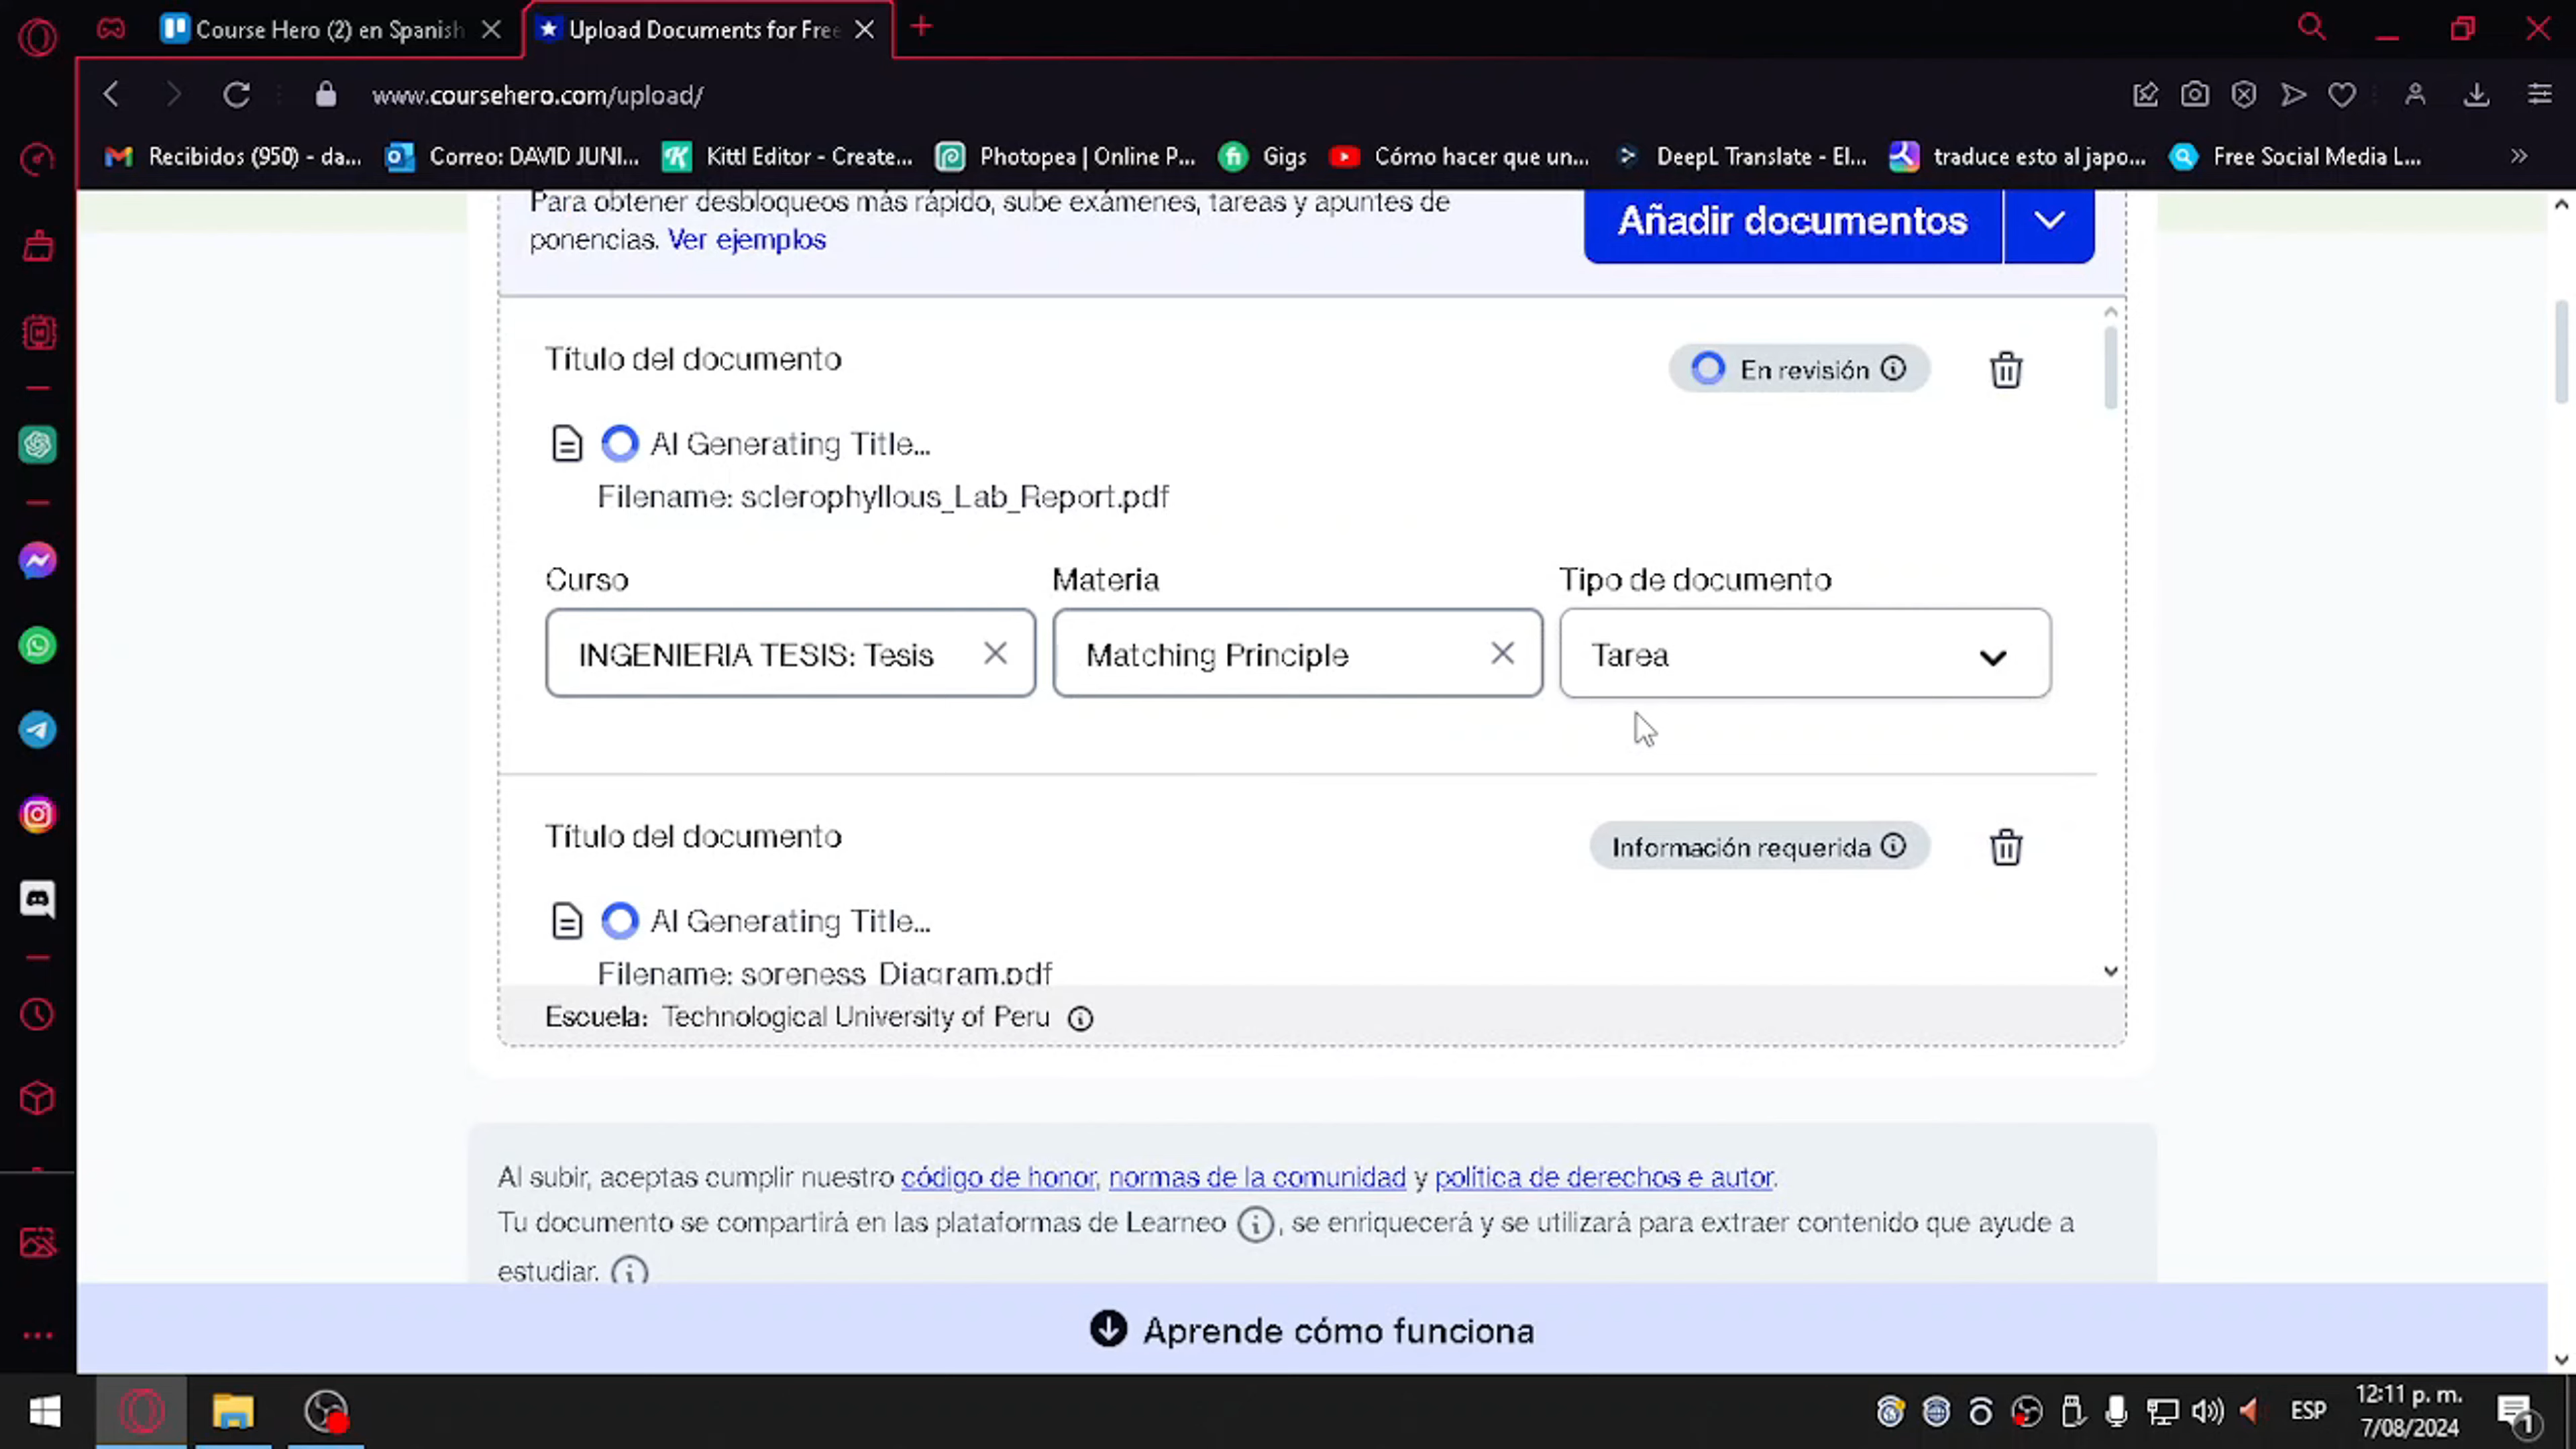 Course Hero (2) en Spanish
Upload Documents for Free
www.coursehero.com/upload/
Recibidos (950) - da...
Correo: DAVID JUNI...
Kittl Editor - Create...
Photopea | Online P...
Gigs
Cómo hacer que un...
DeepL Translate - El...
traduce esto al japo...
Free Social Media L...
Para obtener desbloqueos más rápido, sube exámenes, tareas y apuntes de
ponencias. Ver ejemplos
Añadir documentos
Título del documento
En revisión
AI Generating Title...
Filename: sclerophyllous_Lab_Report.pdf
Curso
Materia
Tipo de documento
INGENIERIA TESIS: Tesis
Matching Principle
Tarea
Título del documento
Información requerida
AI Generating Title...
Filename: soreness_Diagram.pdf
Escuela: Technological University of Peru
Al subir, aceptas cumplir nuestro código de honor, normas de la comunidad y política de derechos e autor.
Tu documento se compartirá en las plataformas de Learneo , se enriquecerá y se utilizará para extraer contenido que ayude a
estudiar.
Aprende cómo funciona
ESP
12:11 p. m.
7/08/2024
1